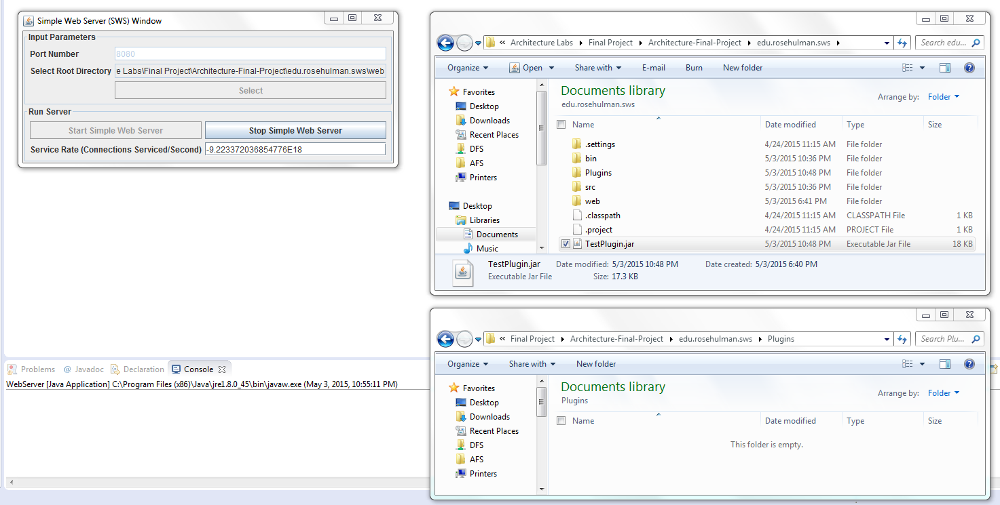 Simple Web Server (SWS) Window
Input Parameters
Port Number 8080
Select Root Directory e Labs\Final Project\Architecture-Final-Project\edu.rosehulman.sws\web
Select
Run Server
Start Simple Web Server Stop Simple Web Server
Service Rate (Connections Serviced/Second) -9.223372036854776E18
Problems @ Javadoc Declaration Console
WebServer [Java Application] C:\Program Files (x86)\Java\jre1.8.0_45\bin\javaw.exe (May 3, 2015, 10:55:11 PM)
« Architecture Labs Final Project Architecture-Final-Project edu.rosehulman.sws Search edu...
Organize Open Share with E-mail Burn New folder
Favorites
Desktop
Downloads
Recent Places
DFS
AFS
Printers
Desktop
Libraries
Documents
Music
Documents library
edu.rosehulman.sws
Arrange by: Folder
Name Date modified Type Size
.settings 4/24/2015 11:15 AM File folder
bin 5/3/2015 10:36 PM File folder
Plugins 5/3/2015 10:48 PM File folder
src 5/3/2015 10:36 PM File folder
web 5/3/2015 6:41 PM File folder
.classpath 4/24/2015 11:15 AM CLASSPATH File 1 KB
.project 4/24/2015 11:15 AM PROJECT File 1 KB
TestPlugin.jar 5/3/2015 10:48 PM Executable Jar File 18 KB
TestPlugin.jar Date modified: 5/3/2015 10:48 PM Date created: 5/3/2015 6:40 PM
Executable Jar File Size: 17.3 KB
« Final Project Architecture-Final-Project edu.rosehulman.sws Plugins Search Plu...
Organize Share with New folder
Favorites
Desktop
Downloads
Recent Places
DFS
AFS
Printers
Documents library
Plugins
Arrange by: Folder
Name Date modified Type Size
This folder is empty.